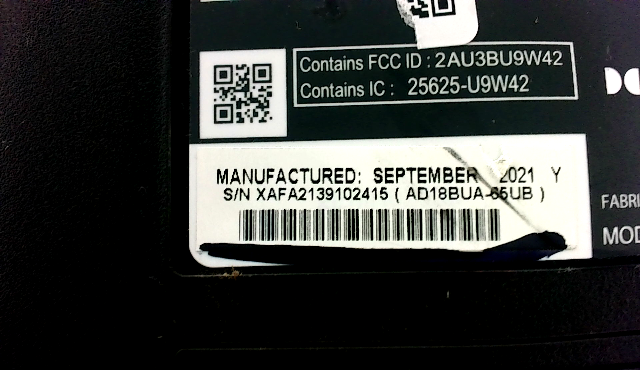 Contains FCC ID : 2AU3BU9W42
Contains IC : 25625-U9W42
MANUFACTURED: SEPTEMBER 2021 Y
S/N XAFA2139102415 ( AD18BUA-65UB )
FABRI
MOD